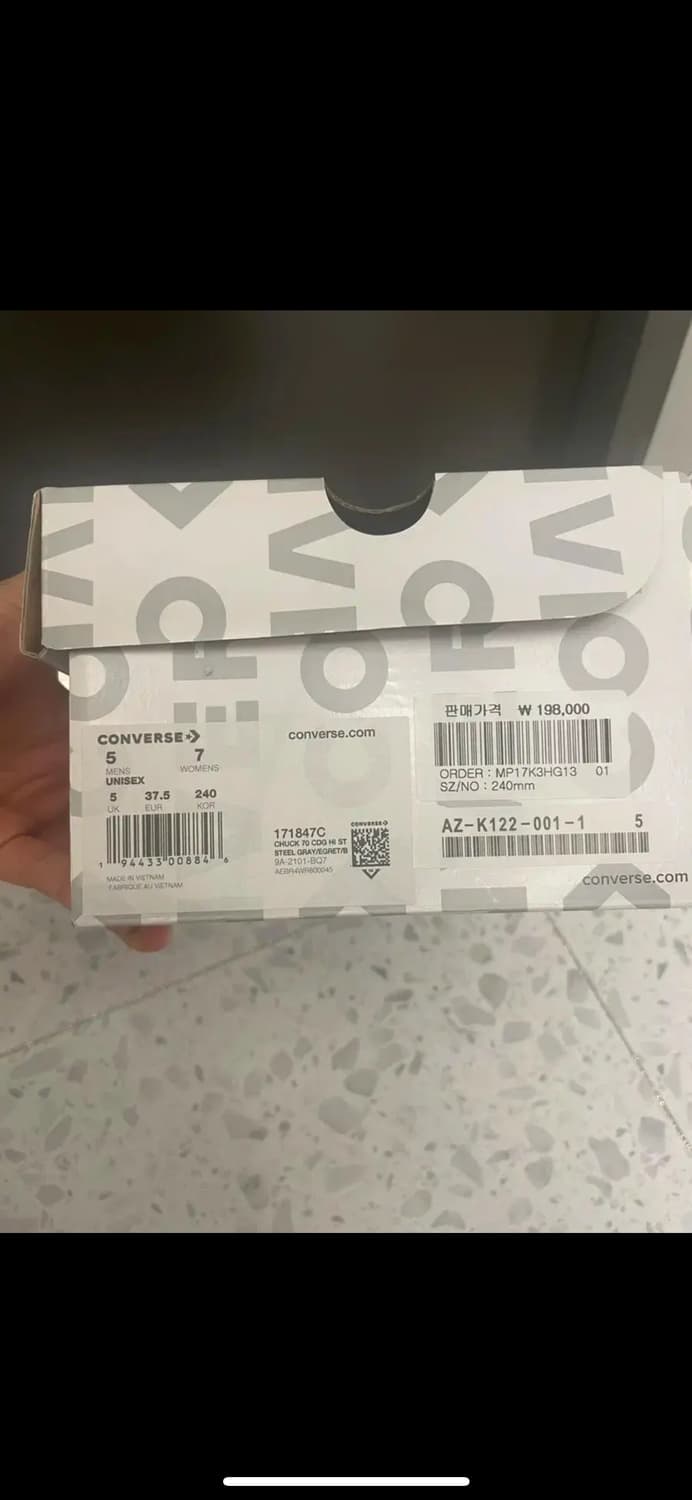 CONVERSE
5 7
MENS WOMENS
UNISEX
5 37.5 240
UK EUR KOR
1 94433 00884 6
MADE IN VIETNAM
FABRIQUE AU VIETNAM
converse.com
CONVERSE
171847C
CHUCK 70 CDG HI ST
STEEL GRAY/EGRET/B
9A-2101-BQ7
AEBR4WR600045
판매가격 ₩ 198,000
ORDER : MP17K3HG13 01
SZ/NO : 240mm
AZ-K122-001-1 5
converse.com